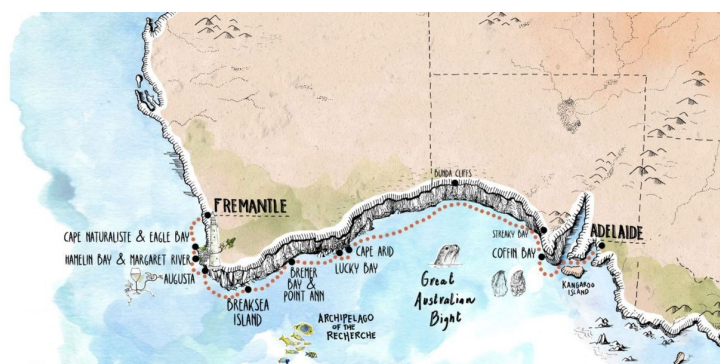 BUNDA CLIFFS
FREMANTLE
STREAKY BAY
ADELAIDE
CAPE NATURALISTE & EAGLE BAY
HAMELIN BAY & MARGARET RIVER
AUGUSTA
CAPE ARID
LUCKY BAY
COFFIN BAY
BREMER
BAY &
POINT ANN
Great
Australian
Bight
KANGAROO
ISLAND
BREAKSEA
ISLAND
ARCHIPELAGO
OF THE
RECHERCHE